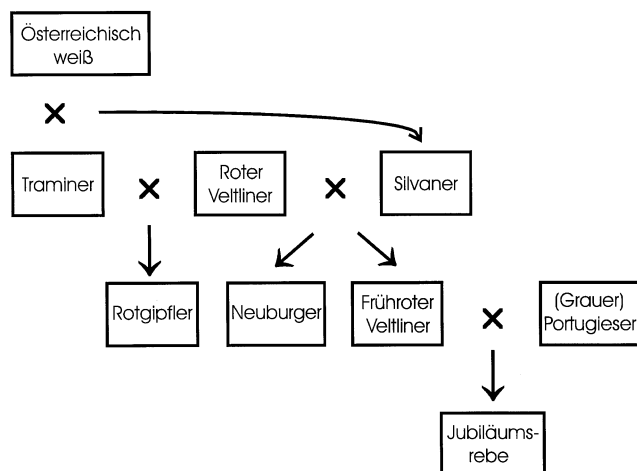 Österreichisch
weiß
Traminer
Roter
Veltliner
Silvaner
Rotgipfler
Neuburger
Frühroter
Veltliner
(Grauer)
Portugieser
Jubiläums-
rebe